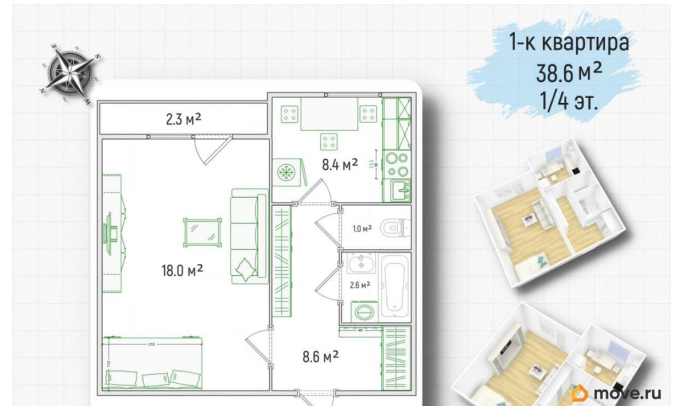 1-к квартира
38.6 м²
1/4 эт.
2.3 м²
8.4 м²
1.0 м²
18.0 м²
2.6 м²
8.6 м²
move.ru